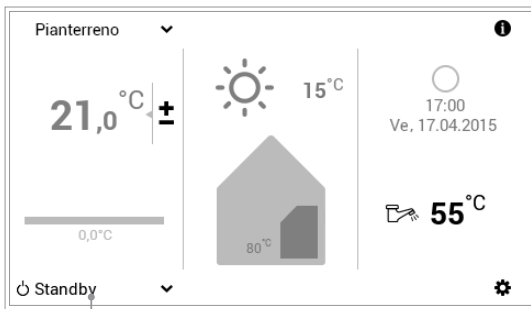 Pianterreno
21,0 °C ±
0,0°C
Standby
15°C
80°C
17:00
Ve, 17.04.2015
55°C